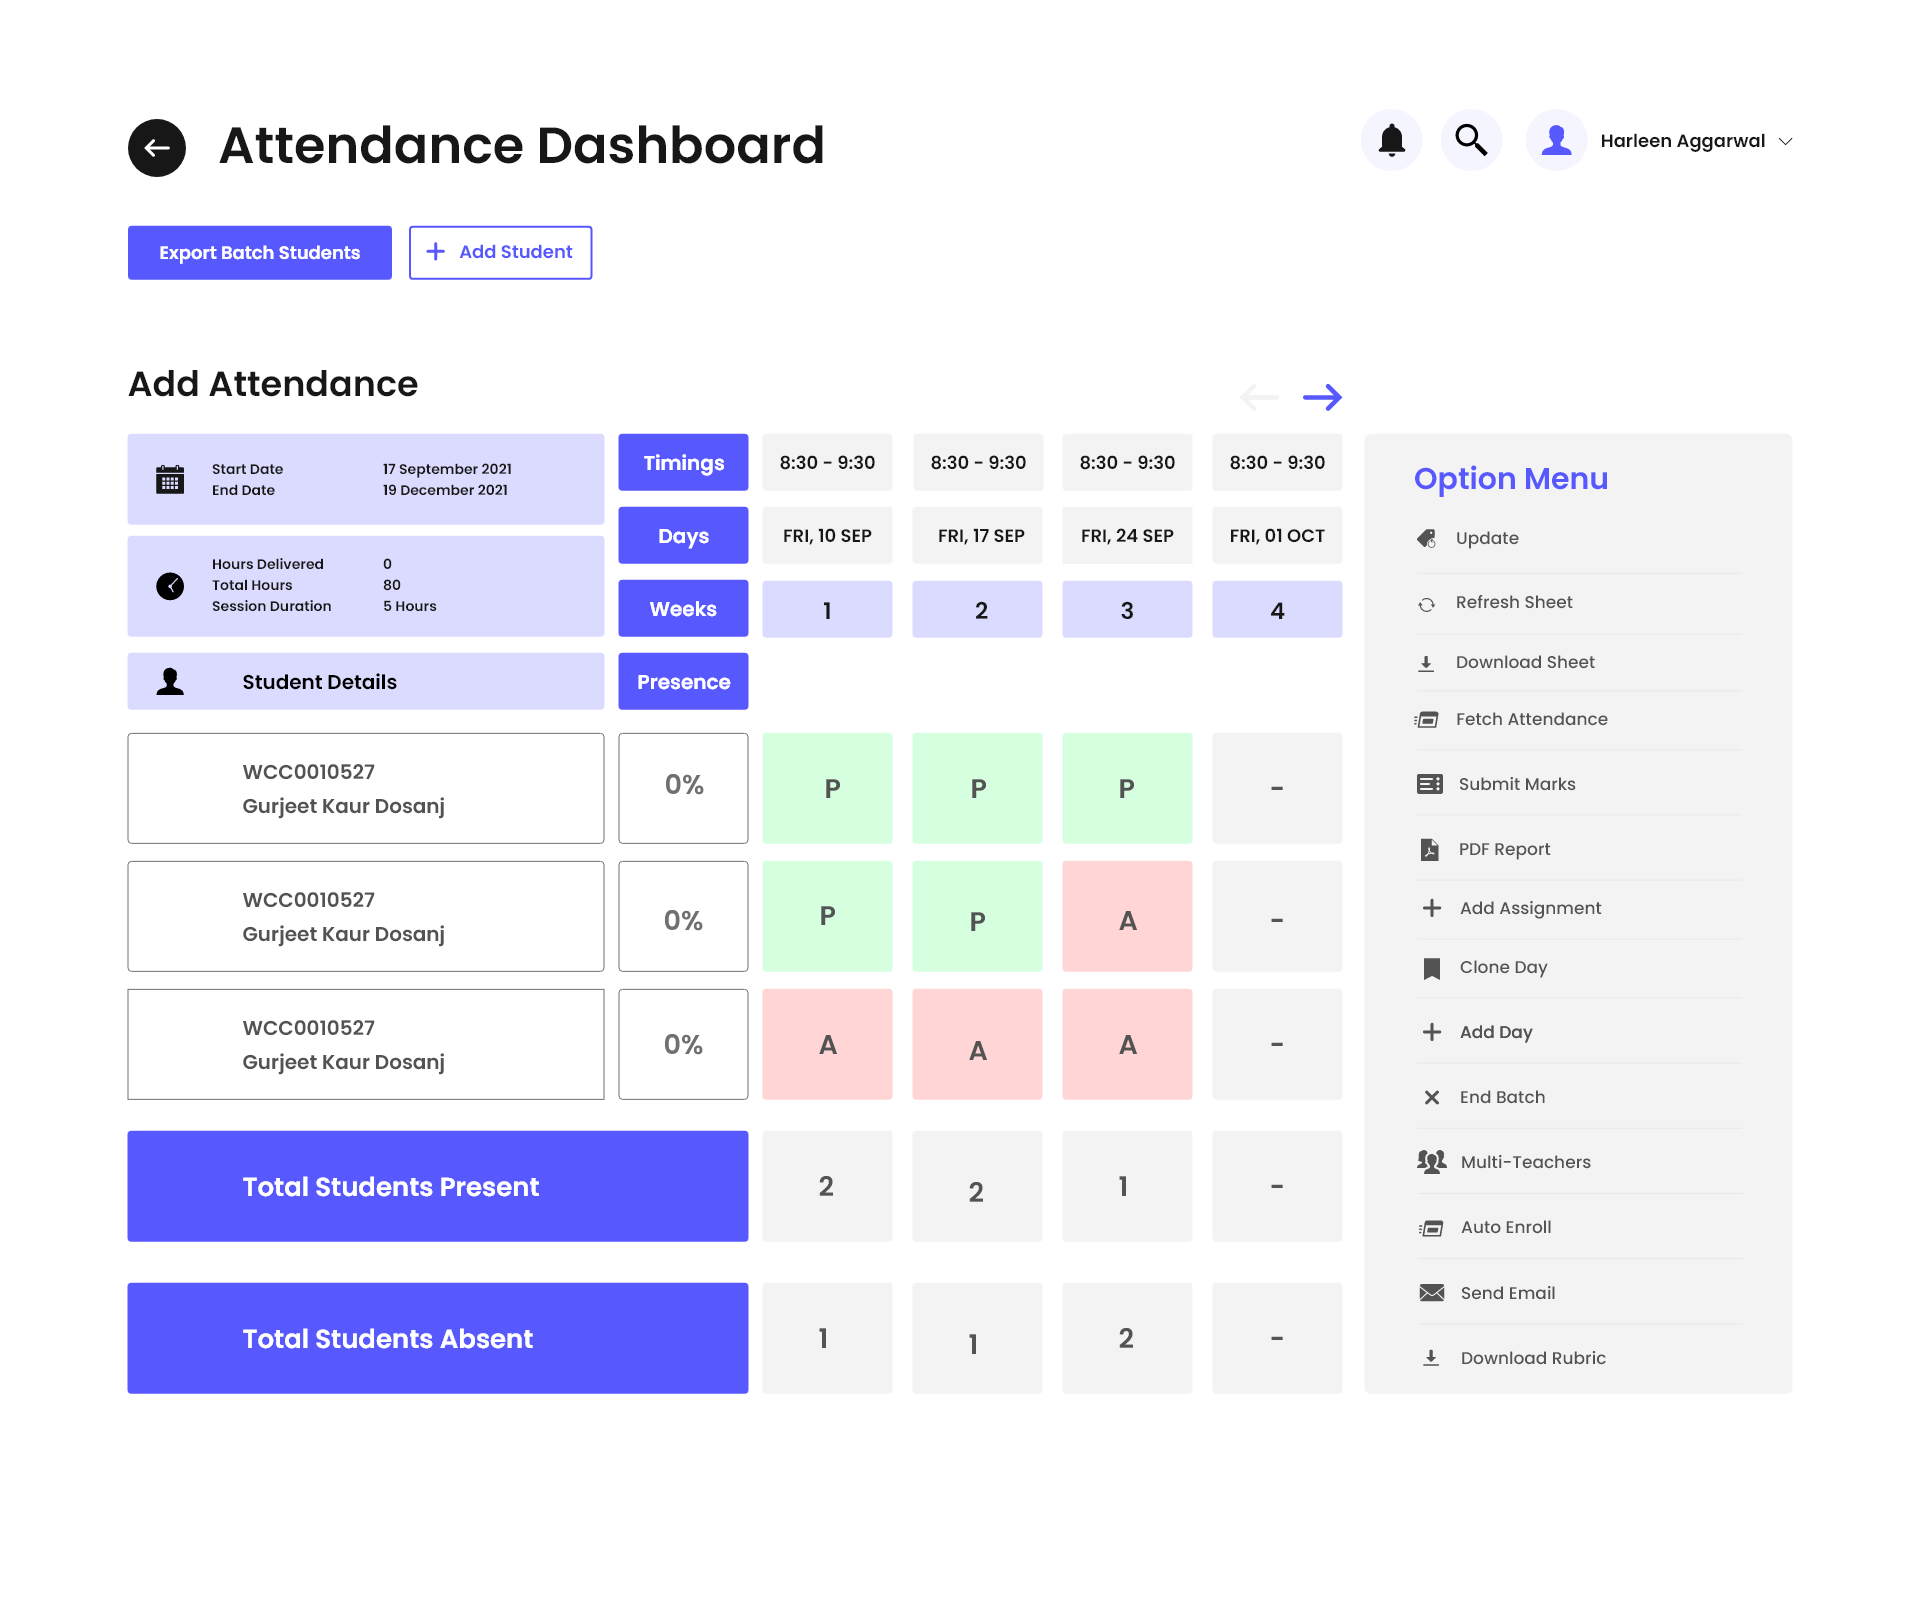 Attendance Dashboard
Harleen Aggarwal
Export Batch Students
+ Add Student
Add Attendance
Start Date 17 September 2021
End Date 19 December 2021
Hours Delivered 0
Total Hours 80
Session Duration 5 Hours
Timings 8:30 - 9:30 8:30 - 9:30 8:30 - 9:30 8:30 - 9:30
Days FRI, 10 SEP FRI, 17 SEP FRI, 24 SEP FRI, 01 OCT
Weeks 1 2 3 4
Student Details Presence
WCC0010527
Gurjeet Kaur Dosanj
0% P P P -
WCC0010527
Gurjeet Kaur Dosanj
0% P P A -
WCC0010527
Gurjeet Kaur Dosanj
0% A A A -
Total Students Present 2 2 1 -
Total Students Absent 1 1 2 -
Option Menu
Update
Refresh Sheet
Download Sheet
Fetch Attendance
Submit Marks
PDF Report
Add Assignment
Clone Day
Add Day
End Batch
Multi-Teachers
Auto Enroll
Send Email
Download Rubric